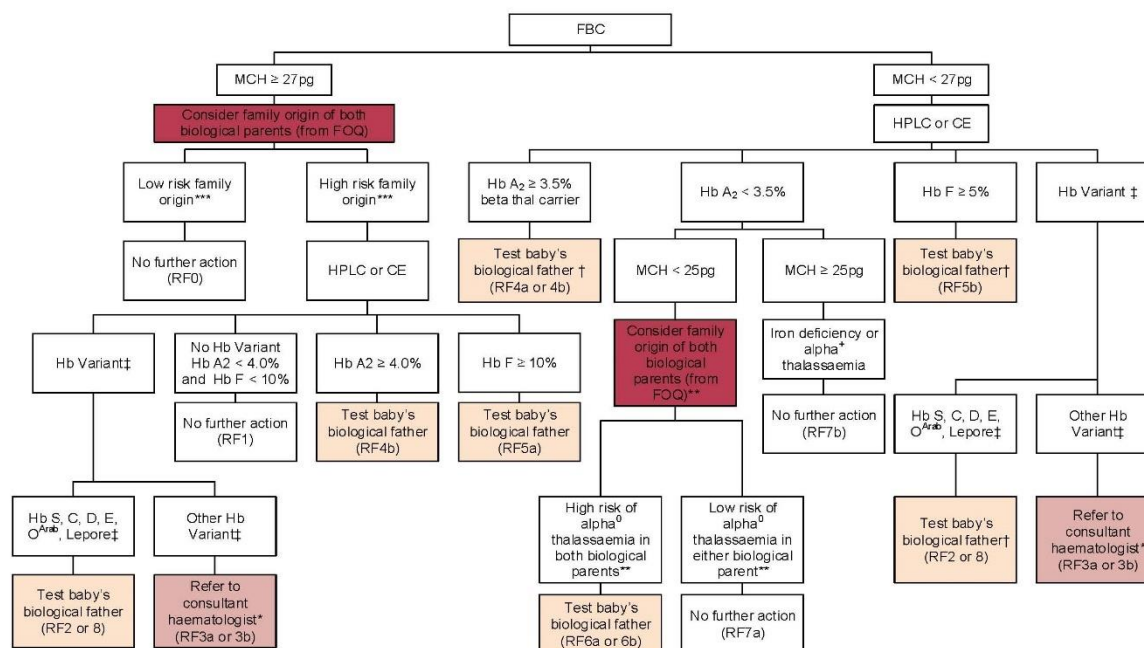 FBC
MCH ≥ 27pg
MCH < 27pg
Consider family origin of both
biological parents (from FOQ)
HPLC or CE
Low risk family
origin***
High risk family
origin***
Hb A₂ ≥ 3.5%
beta thal carrier
Hb A₂ < 3.5%
Hb F ≥ 5%
Hb Variant ‡
No further action
(RF0)
HPLC or CE
Test baby's
biological father †
(RF4a or 4b)
MCH < 25pg
MCH ≥ 25pg
Test baby's
biological father†
(RF5b)
Hb Variant‡
No Hb Variant
Hb A2 < 4.0%
and Hb F < 10%
Hb A2 ≥ 4.0%
Hb F ≥ 10%
Consider family
origin of both
biological
parents (from
FOQ)**
Iron deficiency or
alpha⁺
thalassaemia
No further action
(RF1)
Test baby's
biological father
(RF4b)
Test baby's
biological father
(RF5a)
No further action
(RF7b)
Hb S, C, D, E,
Oᴬʳᵃᵇ, Lepore‡
Other Hb
Variant‡
Hb S, C, D, E,
Oᴬʳᵃᵇ, Lepore‡
Other Hb
Variant‡
High risk of
alpha⁰
thalassaemia in
both biological
parents**
Low risk of
alpha⁰
thalassaemia in
either biological
parent**
Test baby's
biological father†
(RF2 or 8)
Refer to
consultant
haematologist*
(RF3a or 3b)
Test baby's
biological father
(RF2 or 8)
Refer to
consultant
haematologist*
(RF3a or 3b)
Test baby's
biological father
(RF6a or 6b)
No further action
(RF7a)